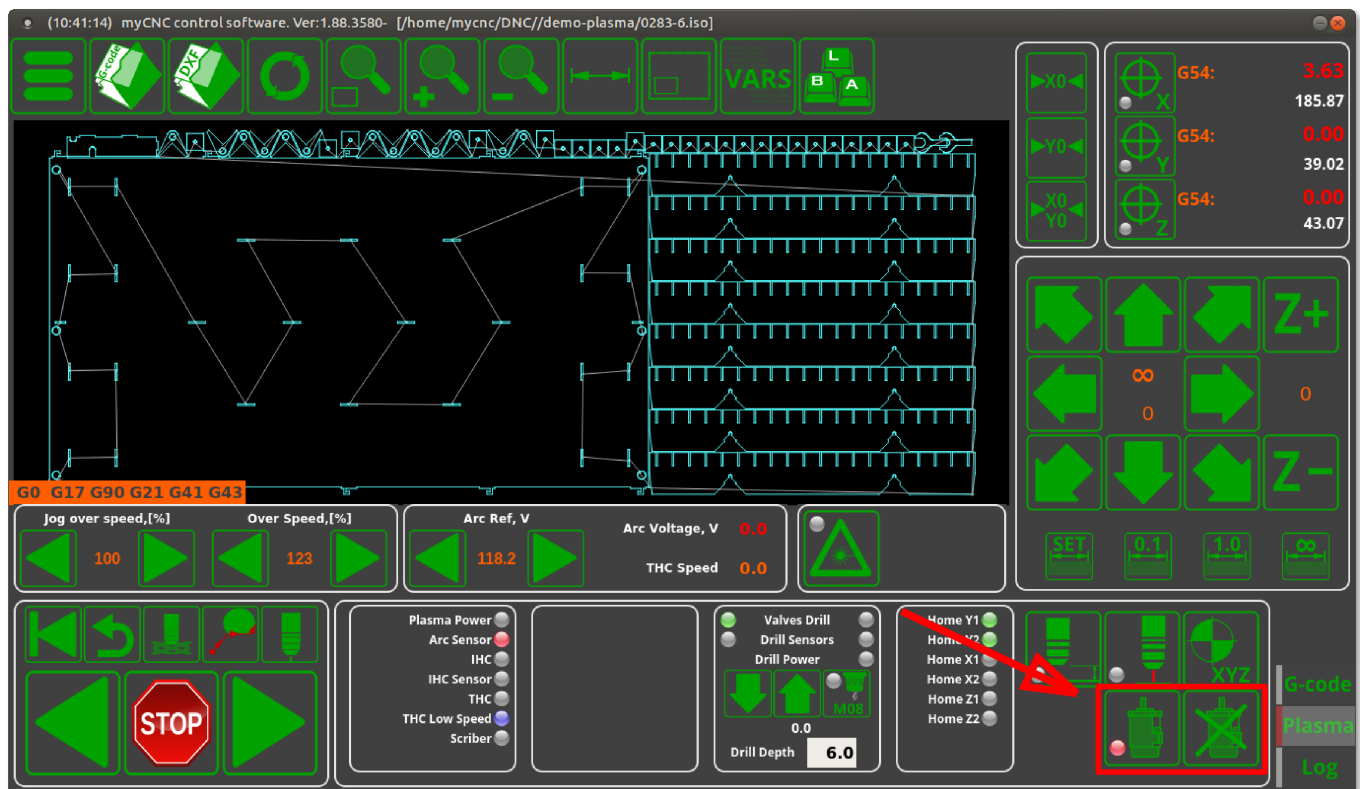 (10:41:14) myCNC control software. Ver:1.88.3580- [/home/mycnc/DNC//demo-plasma/0283-6.iso]
G-code
DXF
VARS
L
B A
X0
G54: 3.63
X 185.87
Y0
G54: 0.00
Y 39.02
X0
Y0
G54: 0.00
Z 43.07
Z+
∞
0
0
Z-
SET 0.1 1.0 ∞
G0 G17 G90 G21 G41 G43
Jog over speed,[%]
100
Over Speed,[%]
123
Arc Ref, V
118.2
Arc Voltage, V 0.0
THC Speed 0.0
STOP
Plasma Power
Arc Sensor
IHC
IHC Sensor
THC
THC Low Speed
Scriber
Valves Drill
Drill Sensors
Drill Power
M08
0.0
Drill Depth 6.0
Home Y1
Home Y2
Home X1
Home X2
Home Z1
Home Z2
XYZ
G-code
Plasma
Log